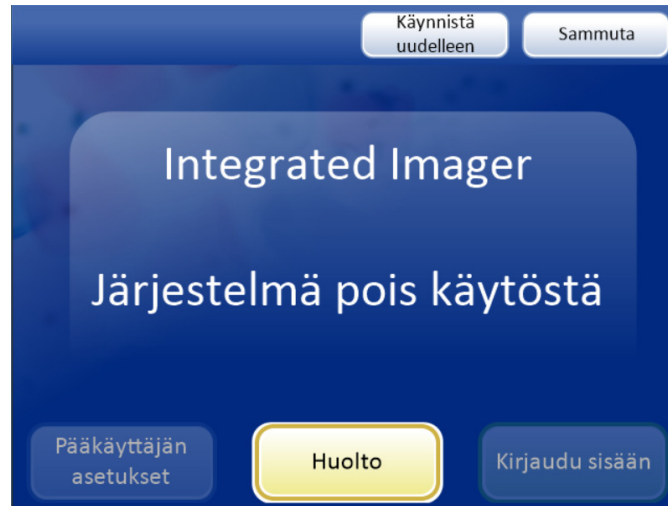 Käynnistä
uudelleen
Sammuta
Integrated Imager
Järjestelmä pois käytöstä
Pääkäyttäjän
asetukset
Huolto
Kirjaudu sisään